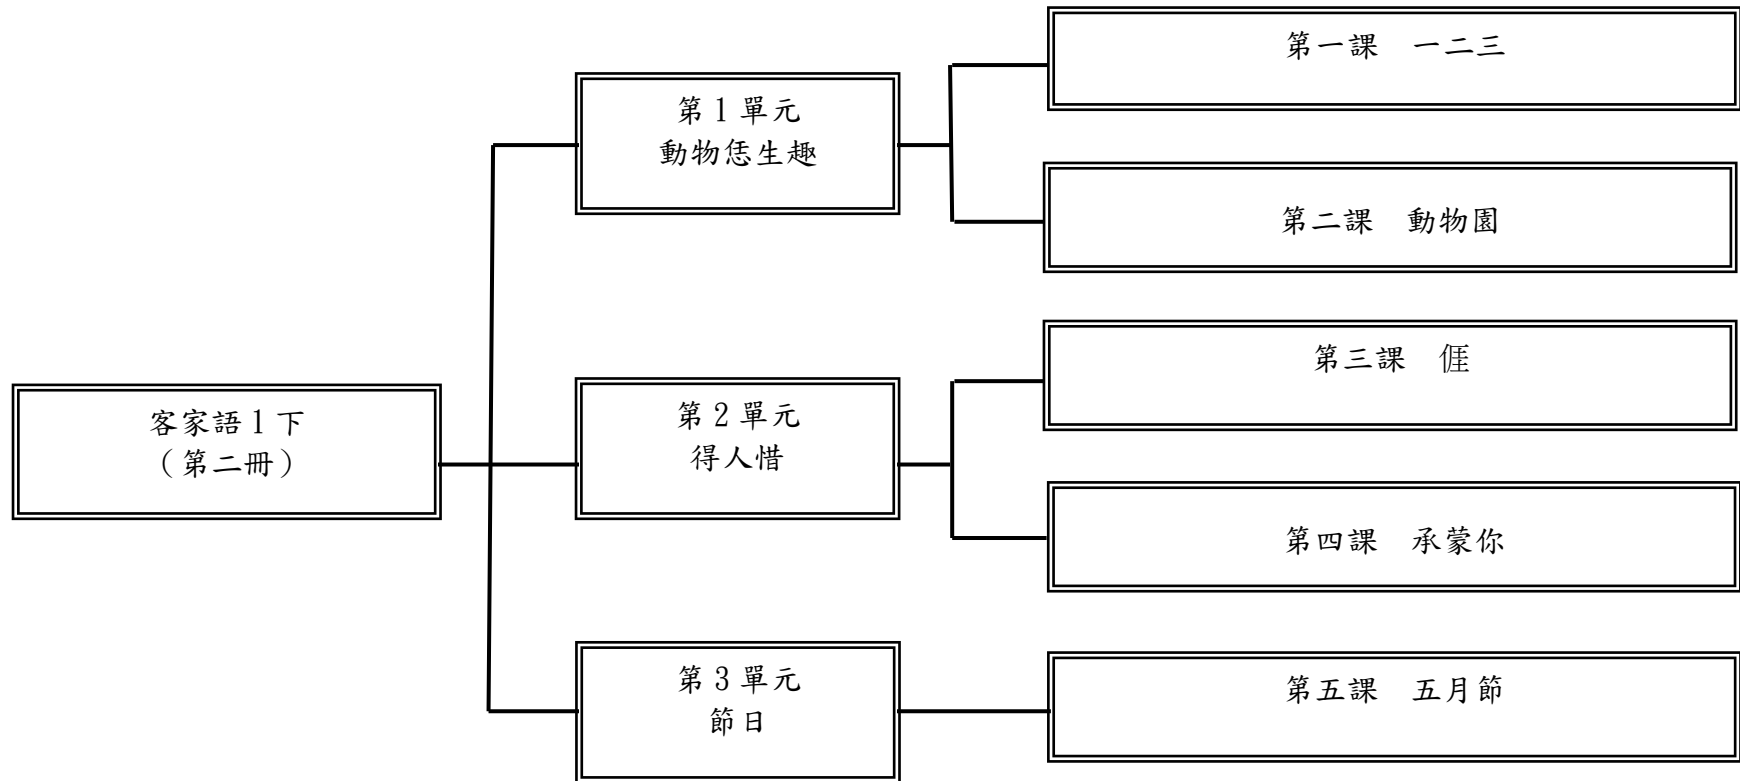 客家語1下
（第二冊）
第1單元
動物恁生趣
第一課　一二三
第二課　動物園
第2單元
得人惜
第三課　𠊎
第四課　承蒙你
第3單元
節日
第五課　五月節